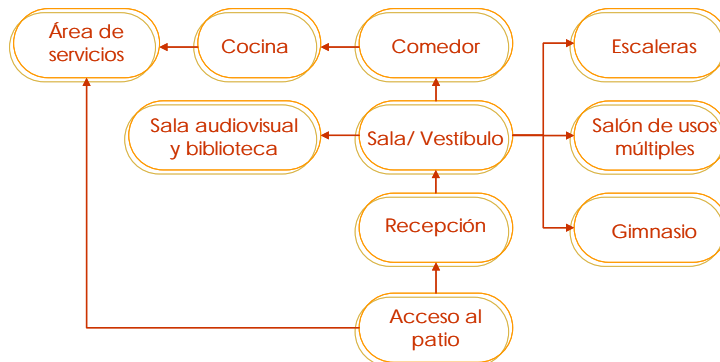 Área de
servicios
Cocina
Comedor
Escaleras
Sala audiovisual
y biblioteca
Sala/ Vestíbulo
Salón de usos
múltiples
Recepción
Gimnasio
Acceso al
patio